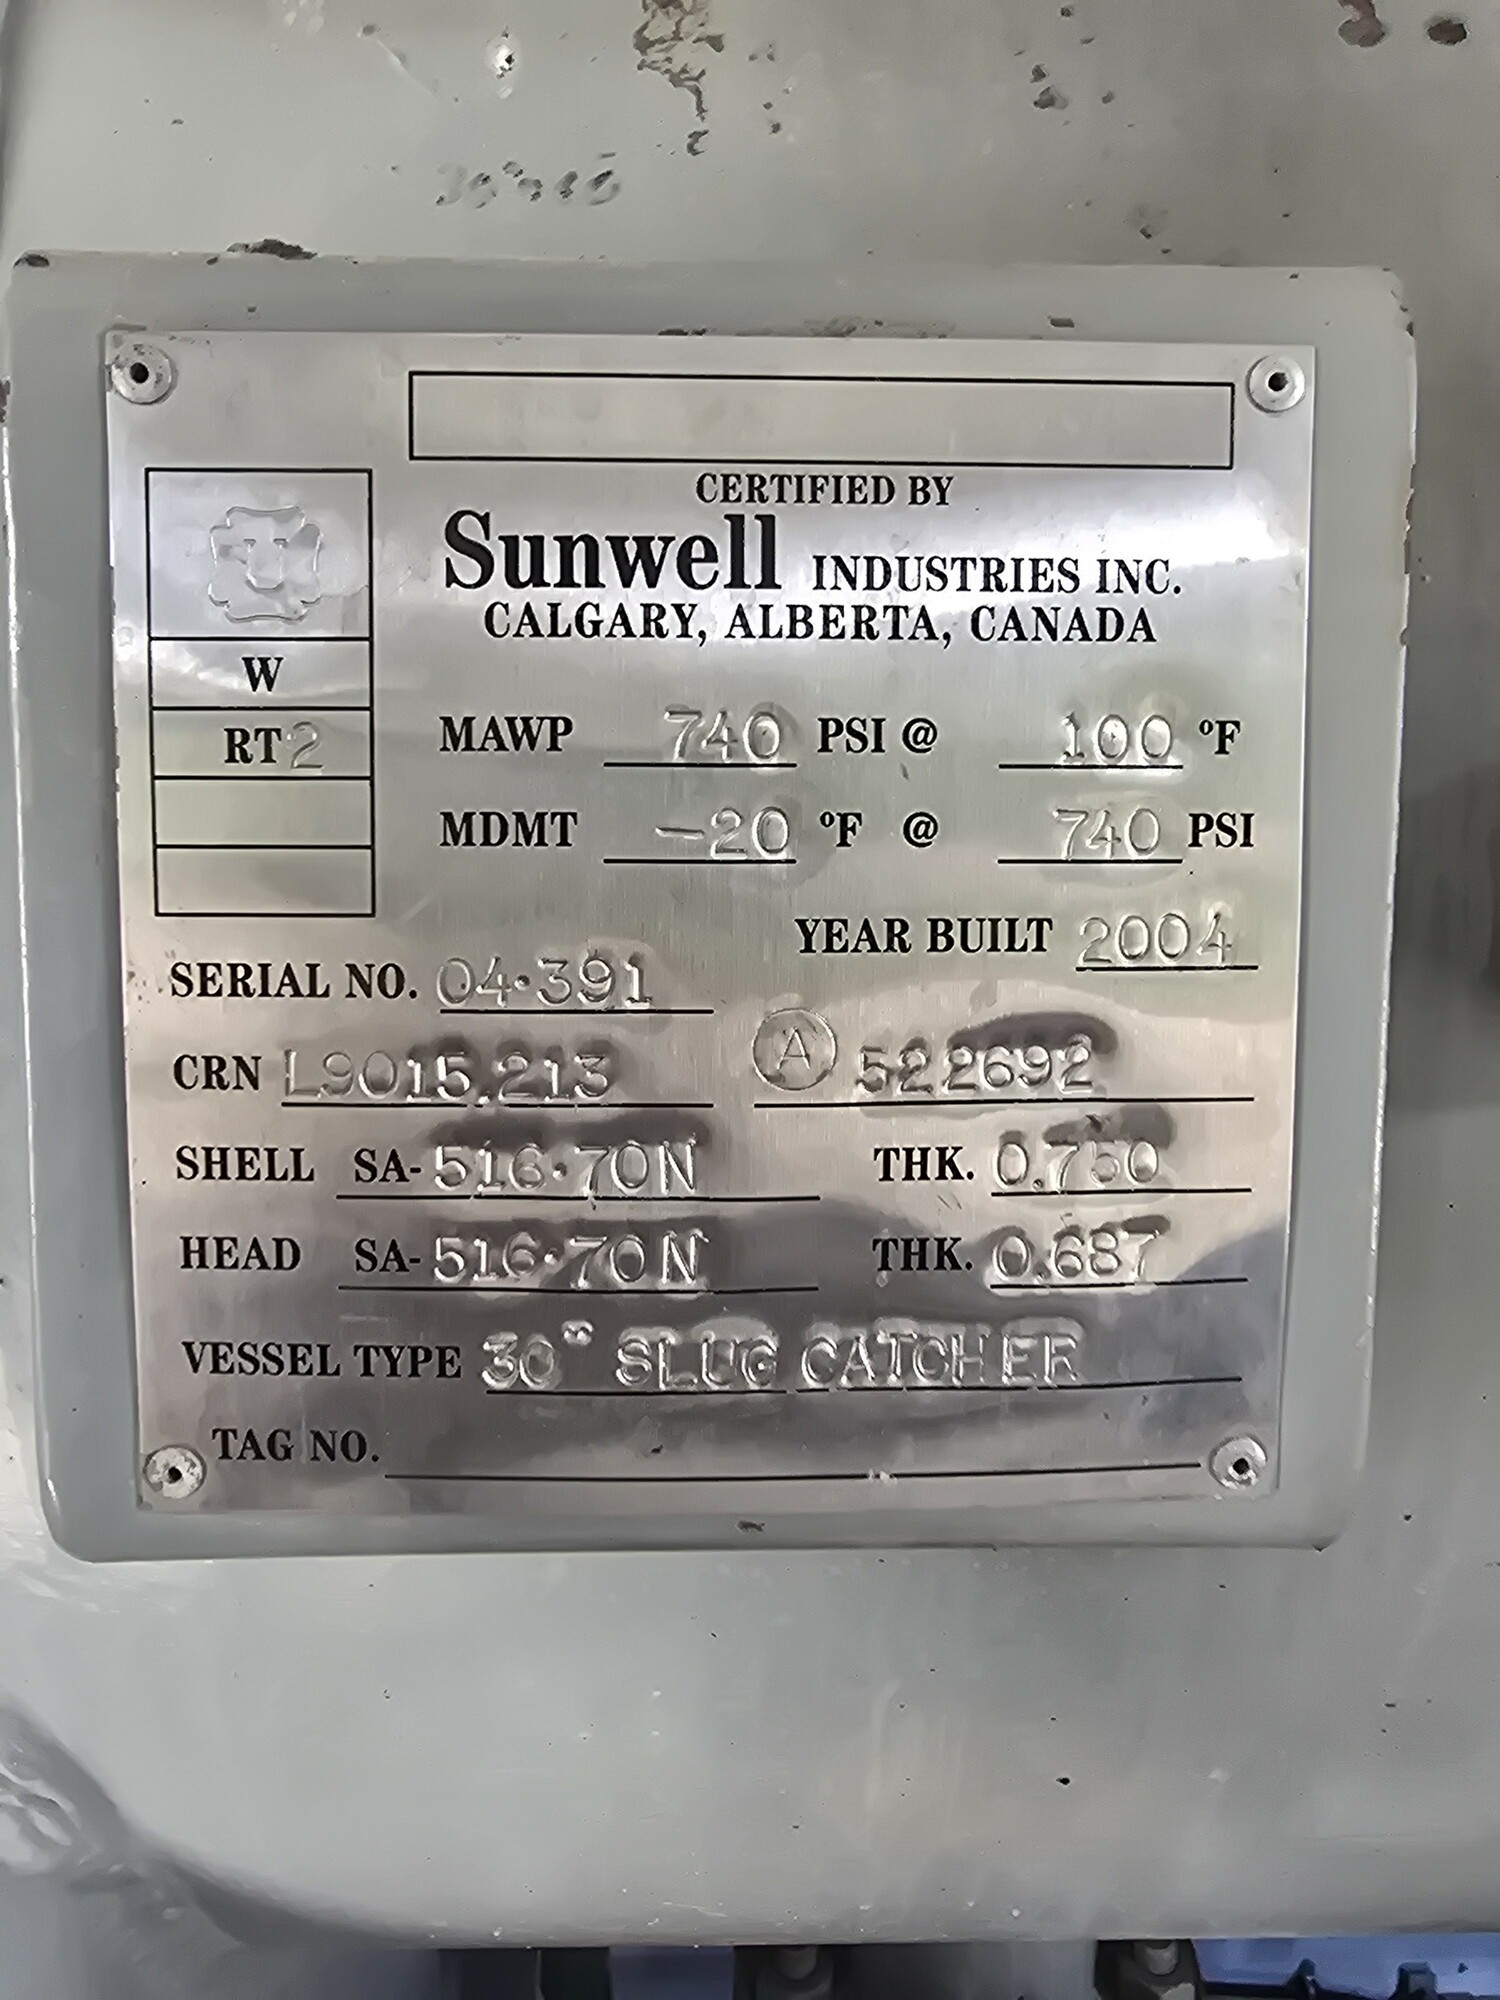 CERTIFIED BY
Sunwell INDUSTRIES INC.
CALGARY, ALBERTA, CANADA
U
W
RT2
MAWP 740 PSI @ 100 ºF
MDMT -20 ºF @ 740 PSI
YEAR BUILT 2004
SERIAL NO. 04·391
CRN L9015.213 A 522692
SHELL SA-516·70N THK. 0.750
HEAD SA-516·70N THK. 0.687
VESSEL TYPE 30" SLUG CATCHER
TAG NO.